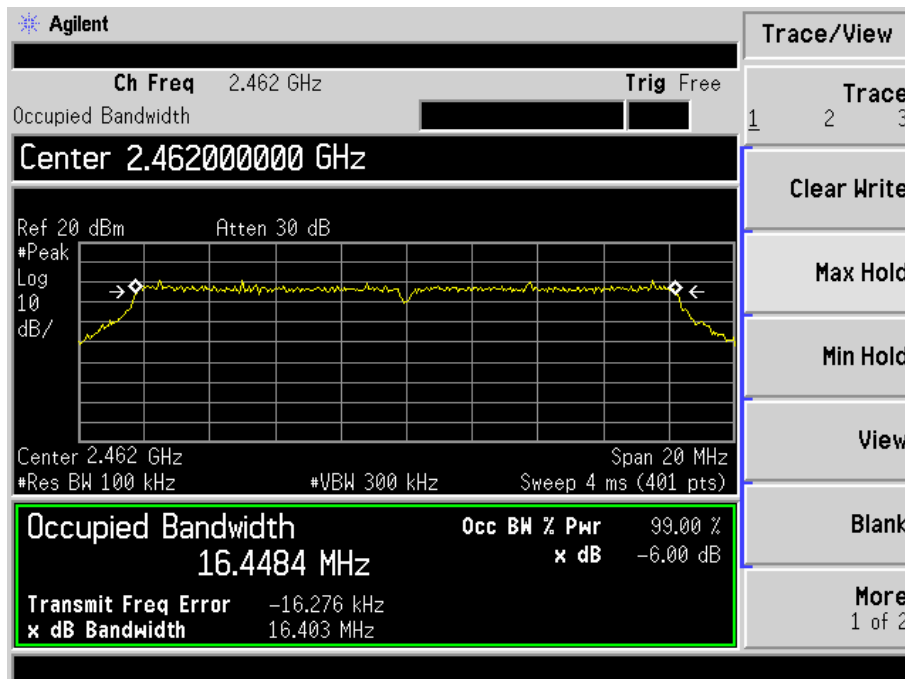 Agilent
Ch Freq 2.462 GHz Trig Free
Occupied Bandwidth
Center 2.462000000 GHz
Ref 20 dBm Atten 30 dB
#Peak
Log
10
dB/
Center 2.462 GHz Span 20 MHz
#Res BW 100 kHz #VBW 300 kHz Sweep 4 ms (401 pts)
Occupied Bandwidth
16.4484 MHz
Occ BW % Pwr 99.00 %
x dB -6.00 dB
Transmit Freq Error -16.276 kHz
x dB Bandwidth 16.403 MHz
Trace/View
Trace
1 2 3
Clear Write
Max Hold
Min Hold
View
Blank
More
1 of 2